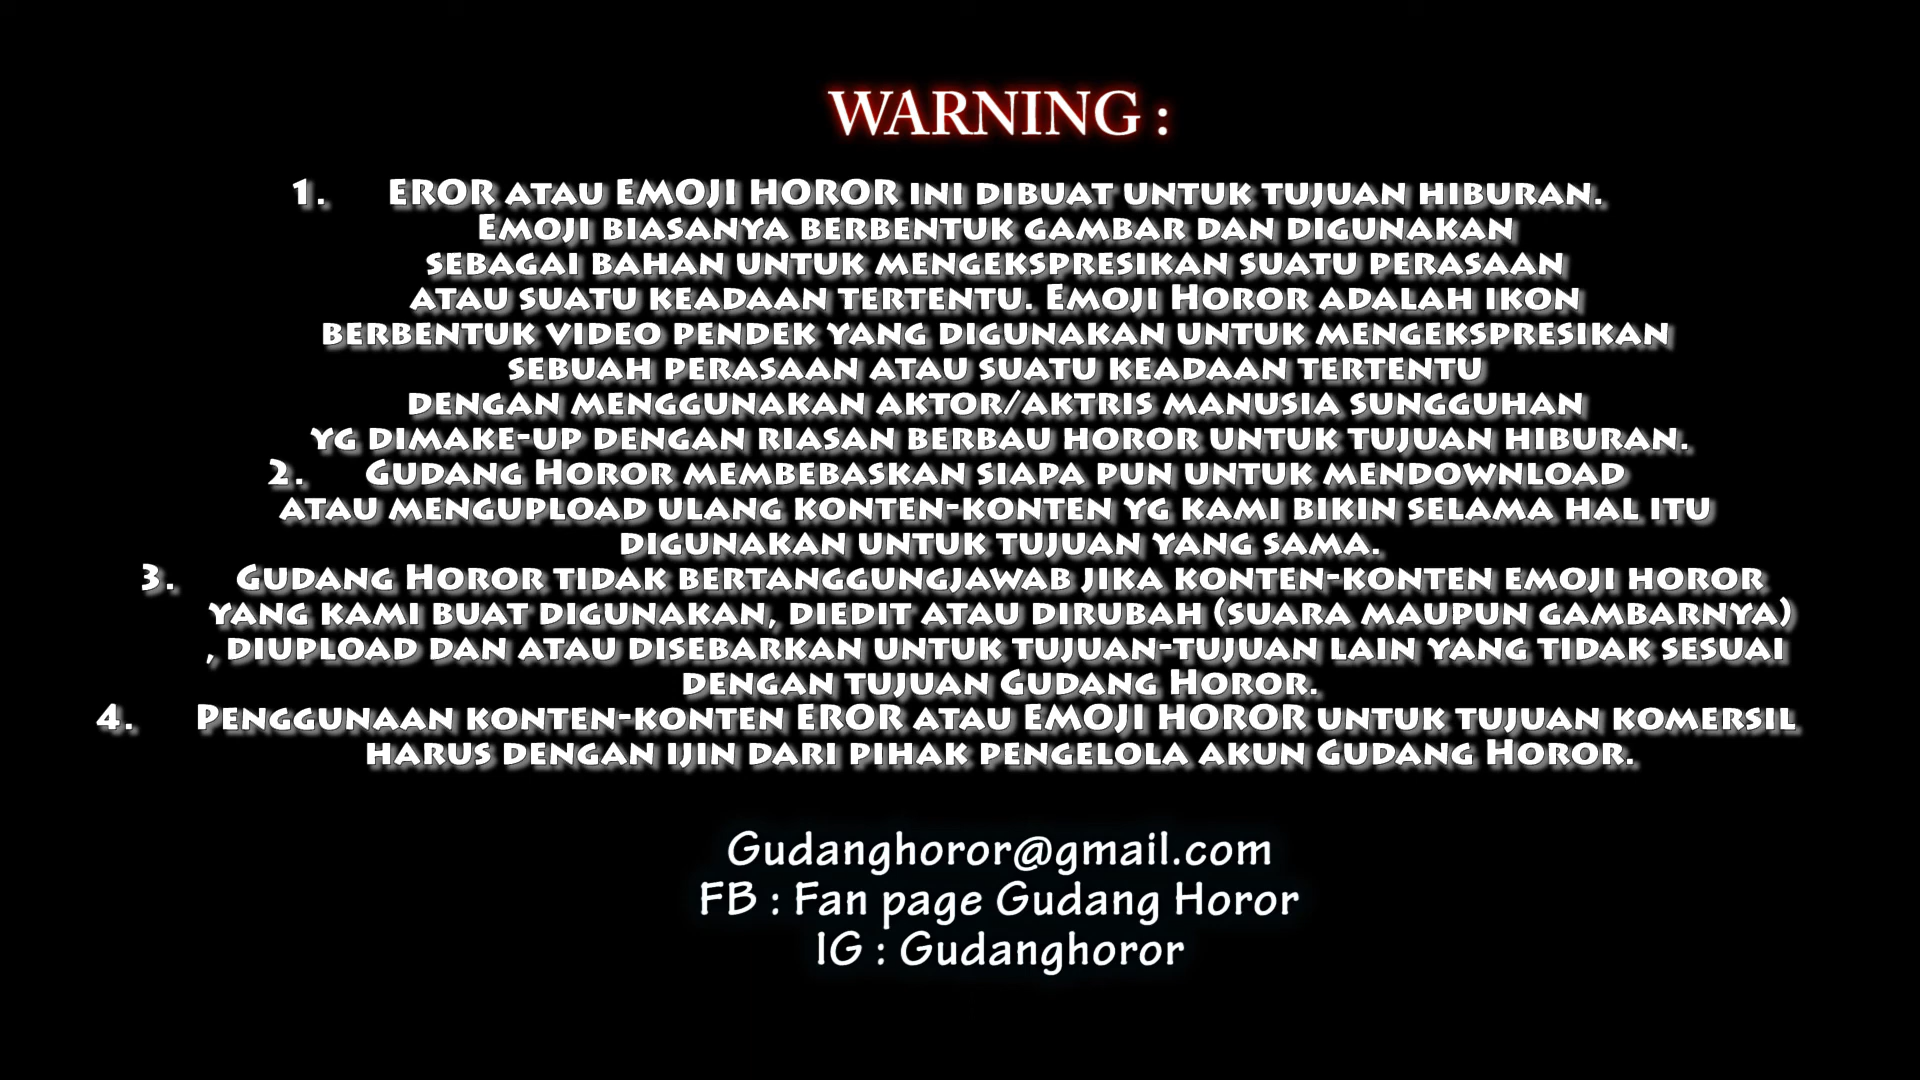 WARNING :
1. EROR atau EMOJI HOROR ini dibuat untuk tujuan hiburan.
Emoji biasanya berbentuk gambar dan digunakan
sebagai bahan untuk mengekspresikan suatu perasaan
atau suatu keadaan tertentu. Emoji Horor adalah ikon
berbentuk video pendek yang digunakan untuk mengekspresikan
sebuah perasaan atau suatu keadaan tertentu
dengan menggunakan aktor/aktris manusia sungguhan
yg dimake-up dengan riasan berbau horor untuk tujuan hiburan.
2. Gudang Horor membebaskan siapa pun untuk mendownload
atau mengupload ulang konten-konten yg kami bikin selama hal itu
digunakan untuk tujuan yang sama.
3. Gudang Horor tidak bertanggungjawab jika konten-konten emoji horor
yang kami buat digunakan, diedit atau dirubah (suara maupun gambarnya)
, diupload dan atau disebarkan untuk tujuan-tujuan lain yang tidak sesuai
dengan tujuan Gudang Horor.
4. Penggunaan konten-konten EROR atau EMOJI HOROR untuk tujuan komersil
harus dengan ijin dari pihak pengelola akun Gudang Horor.
Gudanghoror@gmail.com
FB : Fan page Gudang Horor
IG : Gudanghoror